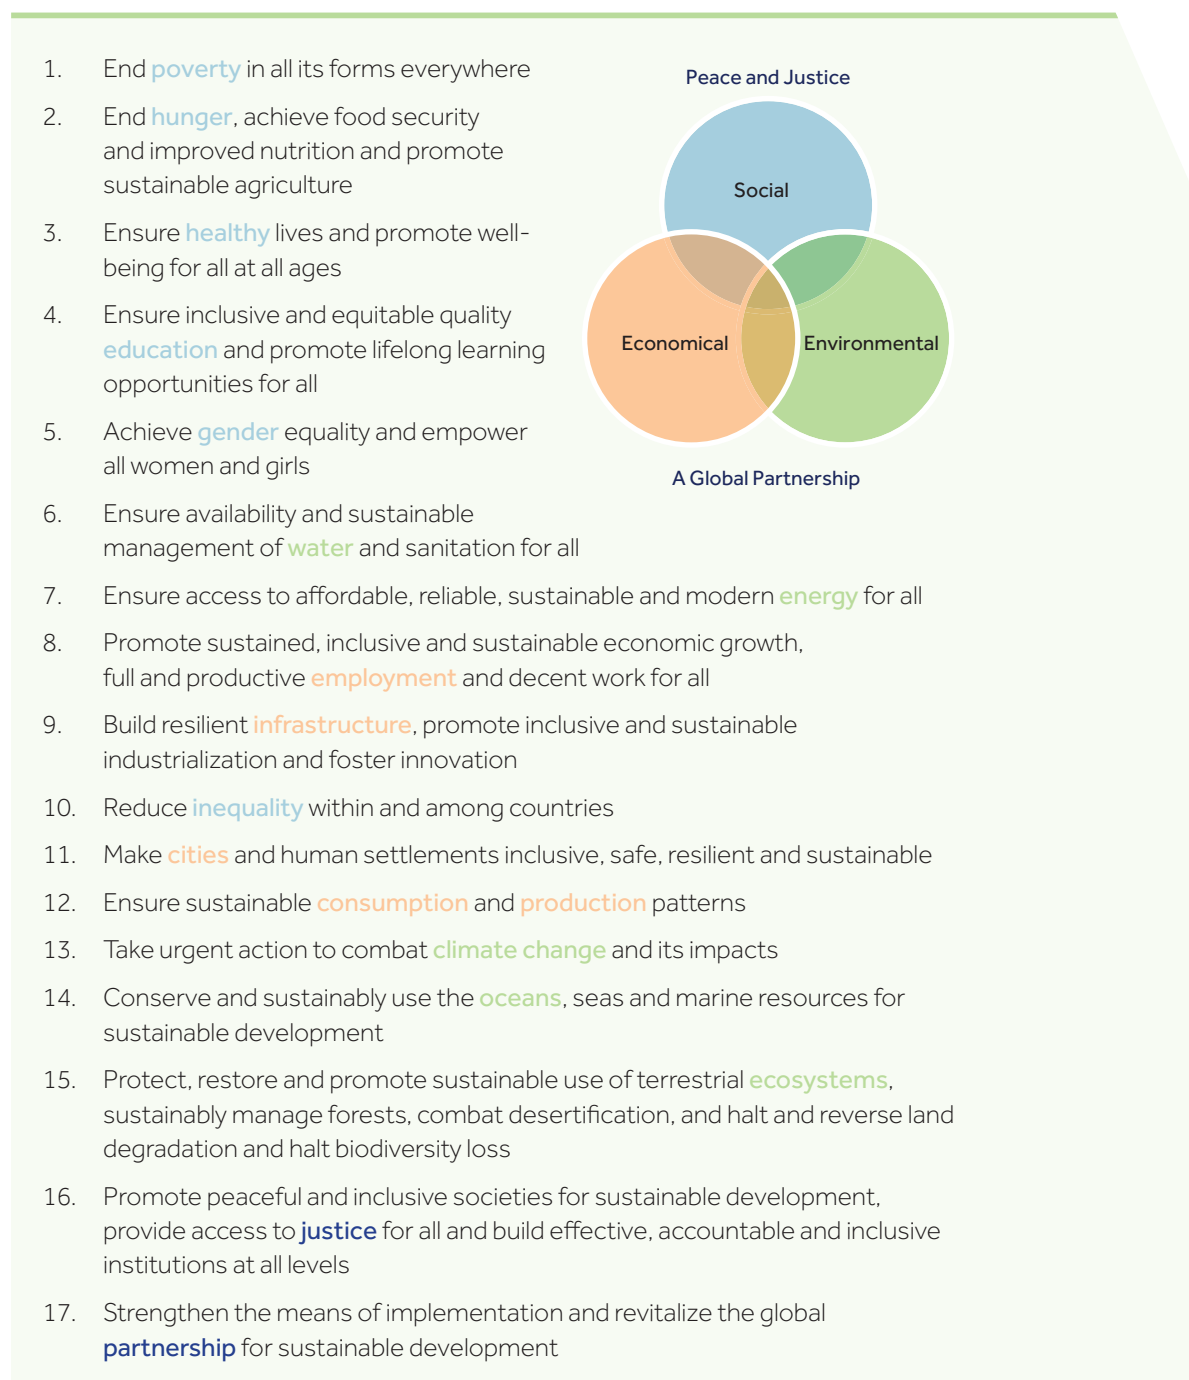 1. End poverty in all its forms everywhere
2. End hunger, achieve food security
and improved nutrition and promote
sustainable agriculture
3. Ensure healthy lives and promote well-
being for all at all ages
4. Ensure inclusive and equitable quality
education and promote lifelong learning
opportunities for all
5. Achieve gender equality and empower
all women and girls
6. Ensure availability and sustainable
management of water and sanitation for all
Peace and Justice
Social
Economical
Environmental
A Global Partnership
7. Ensure access to affordable, reliable, sustainable and modern energy for all
8. Promote sustained, inclusive and sustainable economic growth,
full and productive employment and decent work for all
9. Build resilient infrastructure, promote inclusive and sustainable
industrialization and foster innovation
10. Reduce inequality within and among countries
11. Make cities and human settlements inclusive, safe, resilient and sustainable
12. Ensure sustainable consumption and production patterns
13. Take urgent action to combat climate change and its impacts
14. Conserve and sustainably use the oceans, seas and marine resources for
sustainable development
15. Protect, restore and promote sustainable use of terrestrial ecosystems,
sustainably manage forests, combat desertification, and halt and reverse land
degradation and halt biodiversity loss
16. Promote peaceful and inclusive societies for sustainable development,
provide access to justice for all and build effective, accountable and inclusive
institutions at all levels
17. Strengthen the means of implementation and revitalize the global
partnership for sustainable development